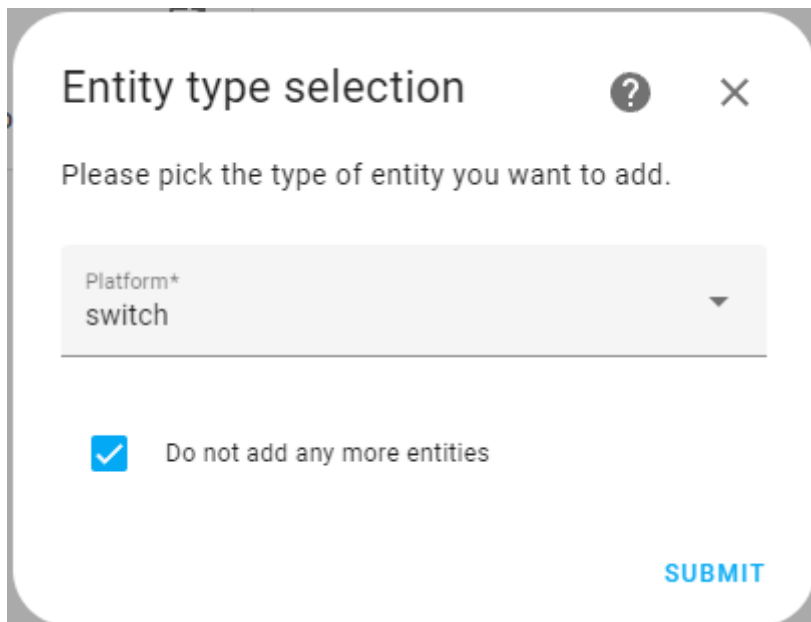 Entity type selection
Please pick the type of entity you want to add.
Platform*
switch
Do not add any more entities
SUBMIT